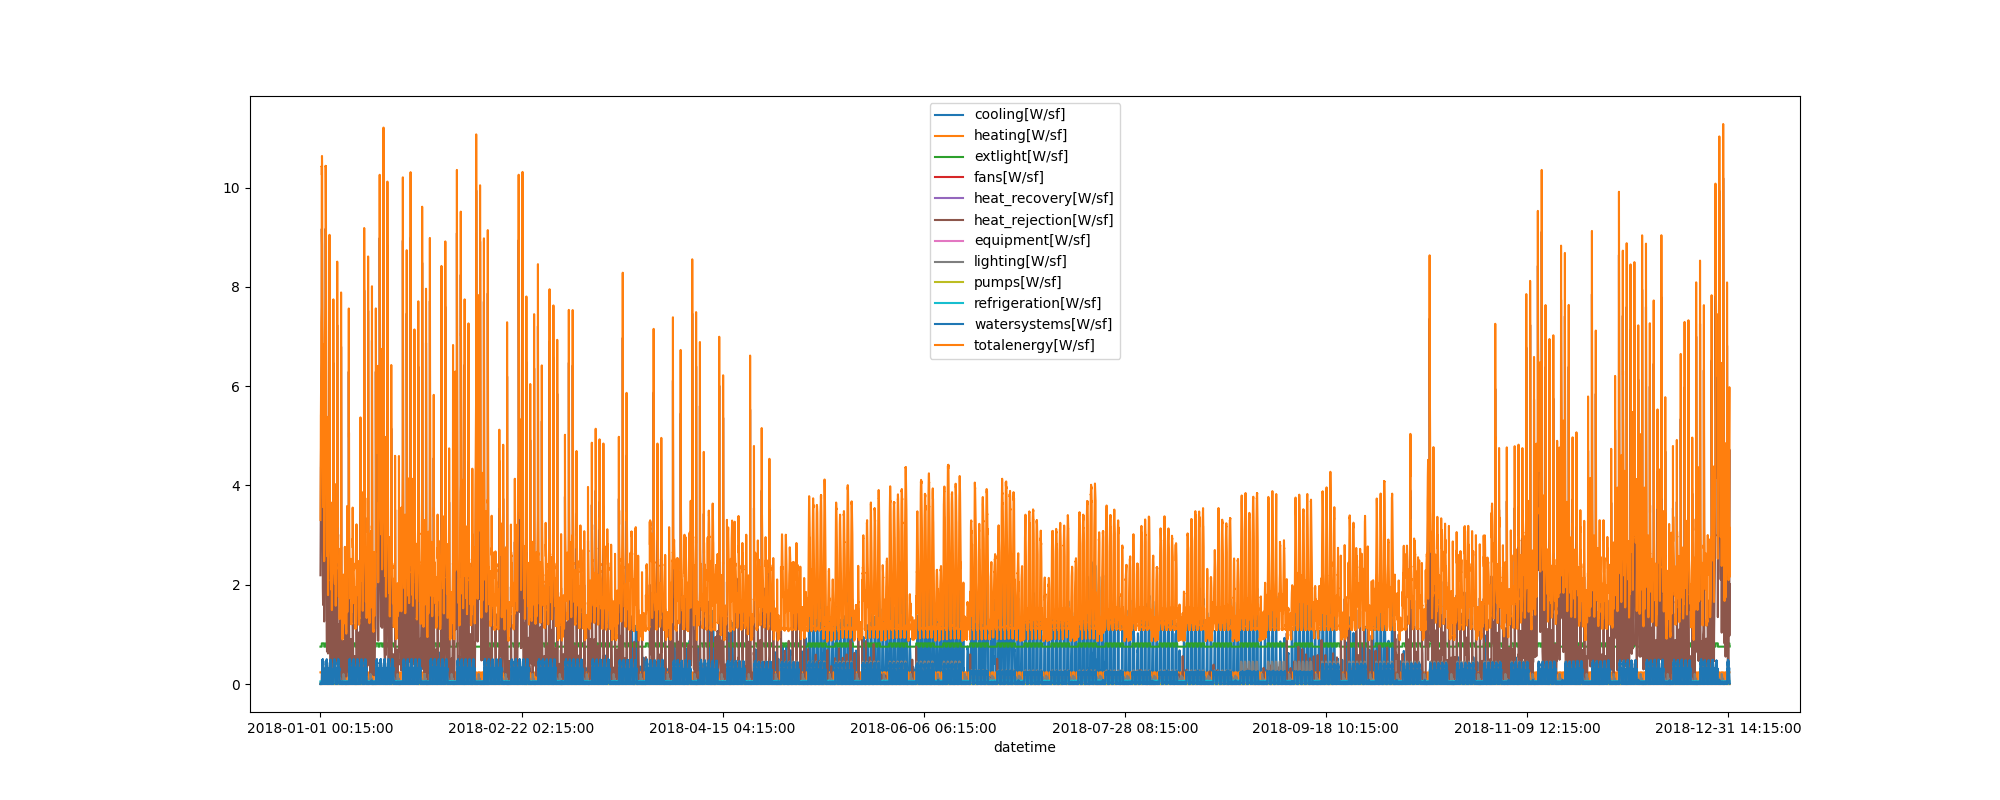 cooling[W/sf]
heating[W/sf]
extlight[W/sf]
fans[W/sf]
heat_recovery[W/sf]
heat_rejection[W/sf]
equipment[W/sf]
lighting[W/sf]
pumps[W/sf]
refrigeration[W/sf]
watersystems[W/sf]
totalenergy[W/sf]
10
8
6
4
2
0
2018-01-01 00:15:00 2018-02-22 02:15:00 2018-04-15 04:15:00 2018-06-06 06:15:00 2018-07-28 08:15:00 2018-09-18 10:15:00 2018-11-09 12:15:00 2018-12-31 14:15:00
datetime